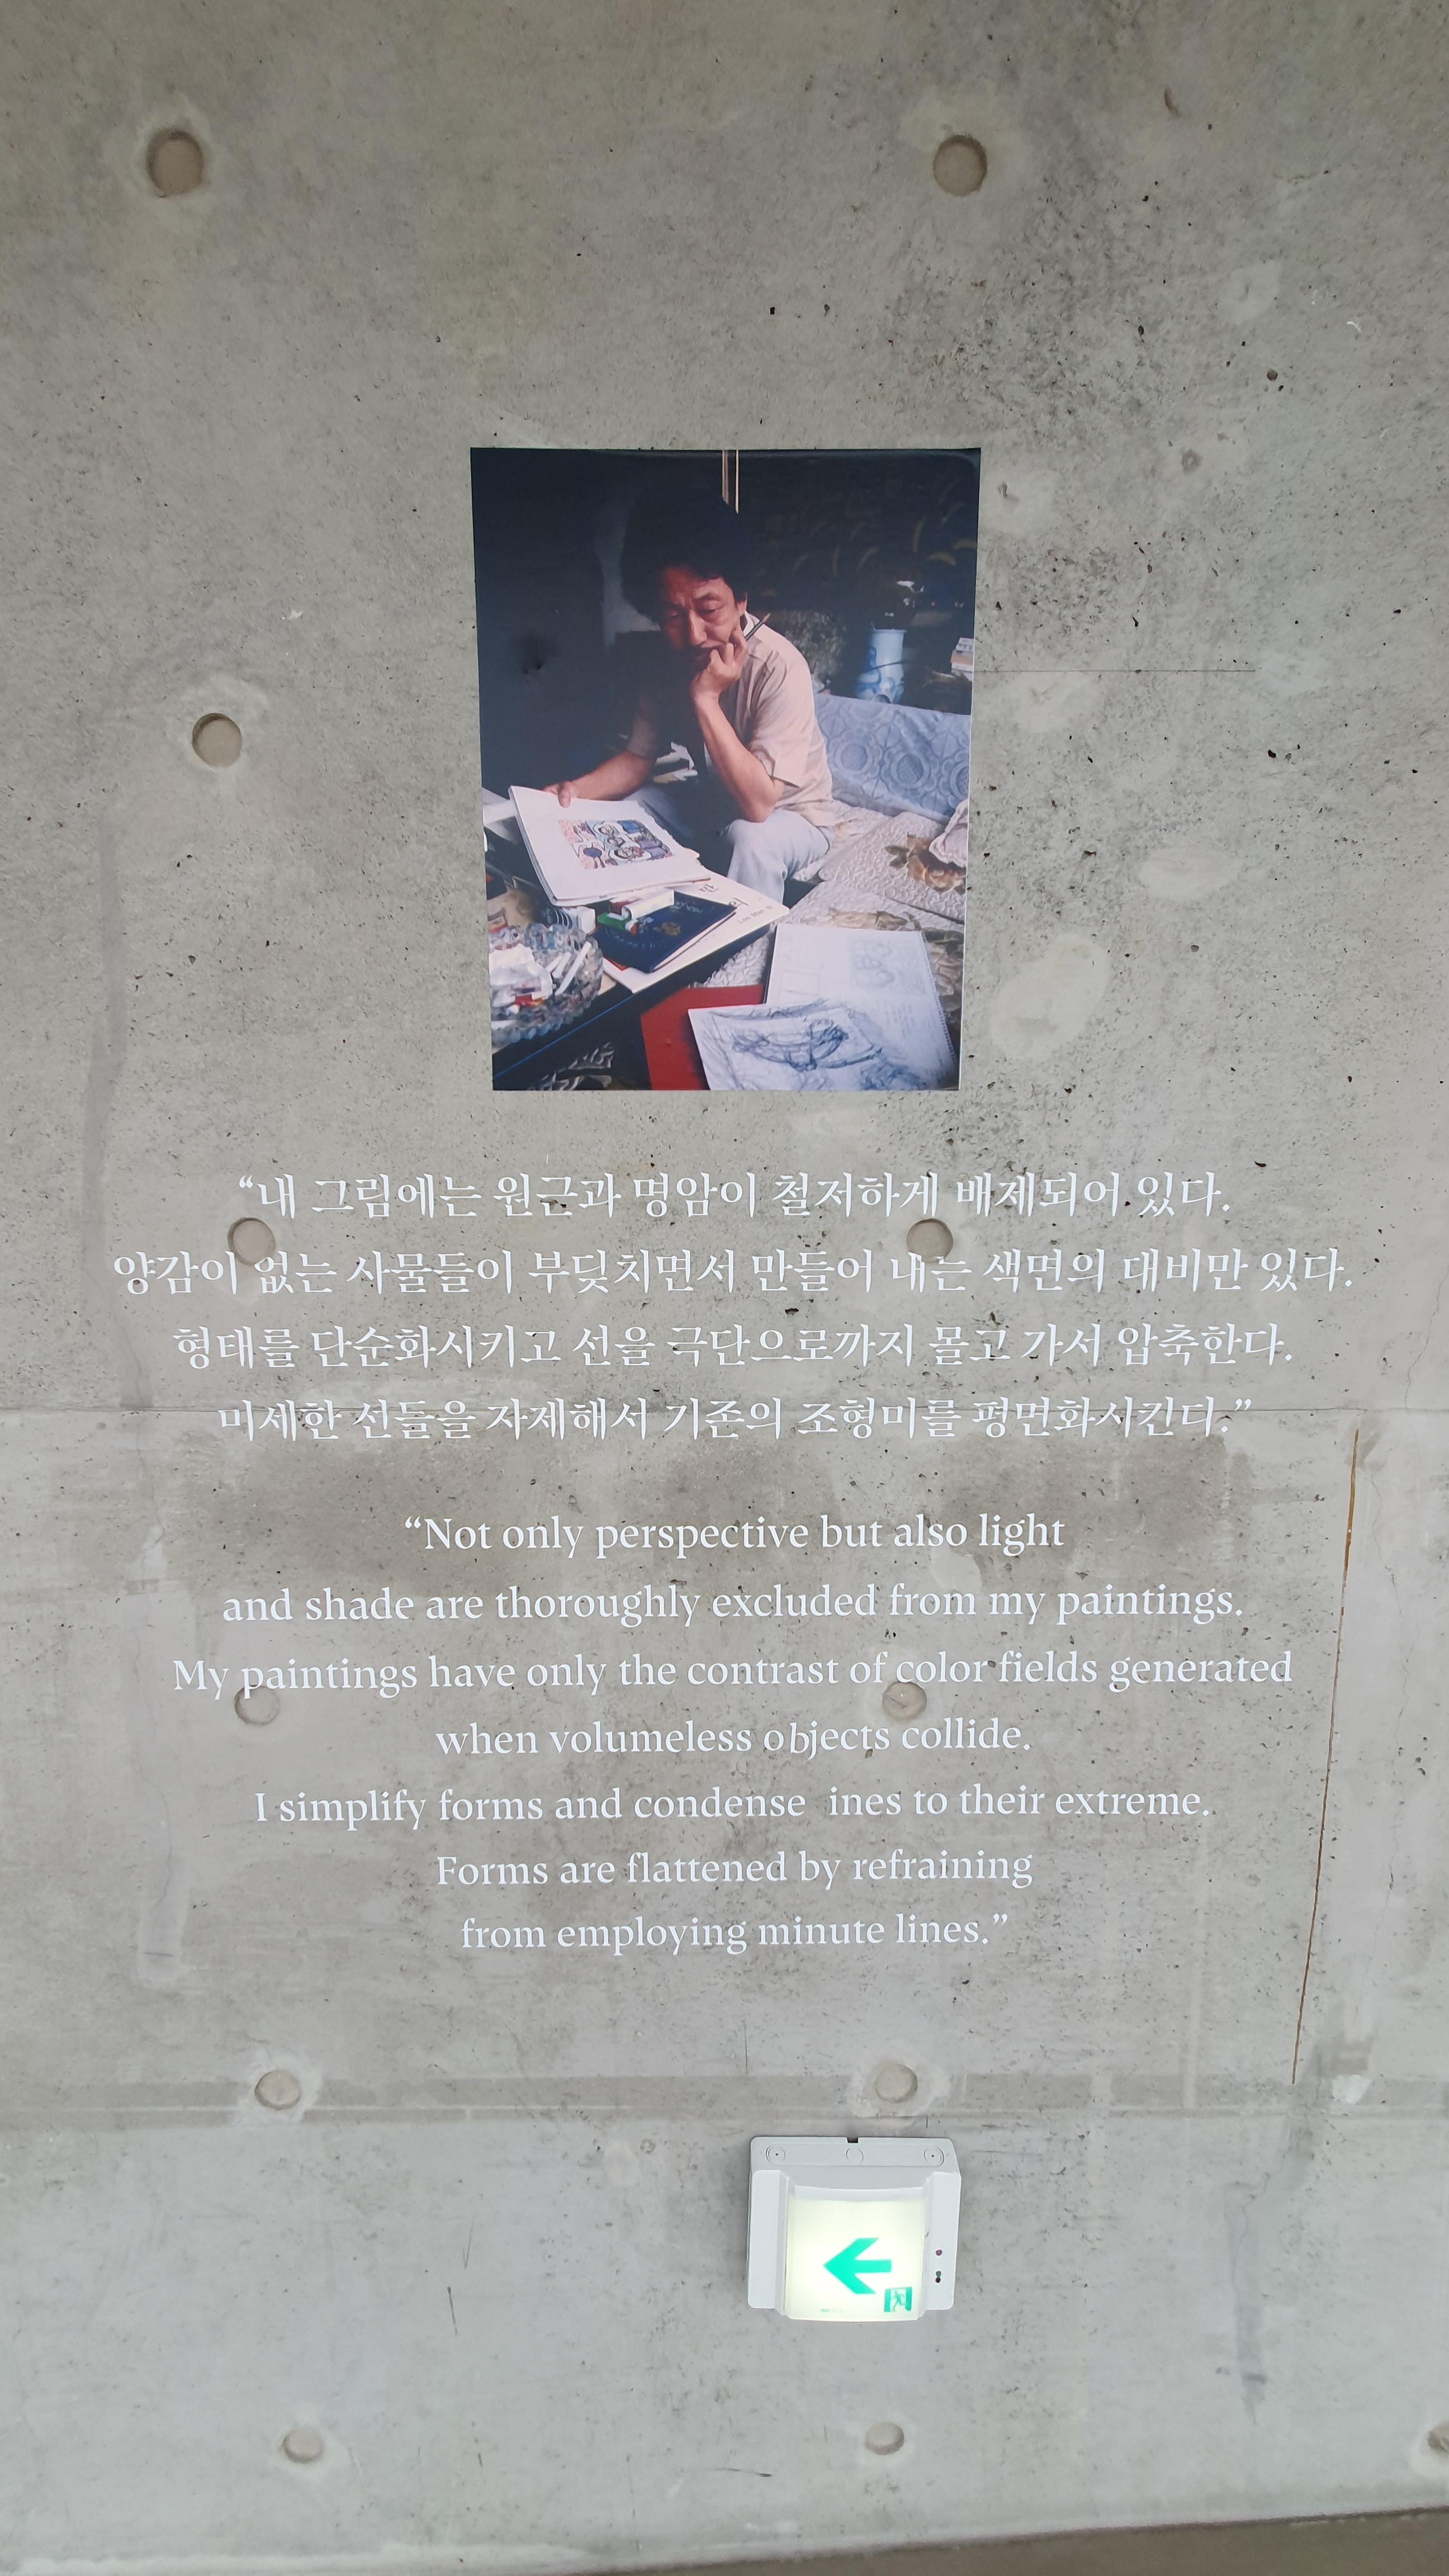 “내 그림에는 원근과 명암이 철저하게 배제되어 있다.
양감이 없는 사물들이 부딪치면서 만들어 내는 색면의 대비만 있다.
형태를 단순화시키고 선을 극단으로까지 몰고 가서 압축한다.
미세한 선들을 자제해서 기존의 조형미를 평면화시킨다.”
“Not only perspective but also light
and shade are thoroughly excluded from my paintings.
My paintings have only the contrast of color fields generated
when volumeless objects collide.
I simplify forms and condense ines to their extreme.
Forms are flattened by refraining
from employing minute lines.”